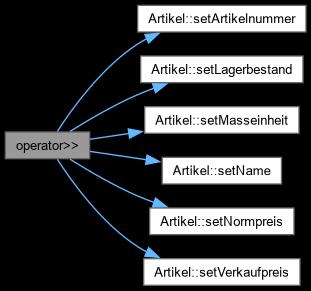 Artikel::setArtikelnummer
Artikel::setLagerbestand
Artikel::setMasseinheit
operator>>
Artikel::setName
Artikel::setNormpreis
Artikel::setVerkaufpreis